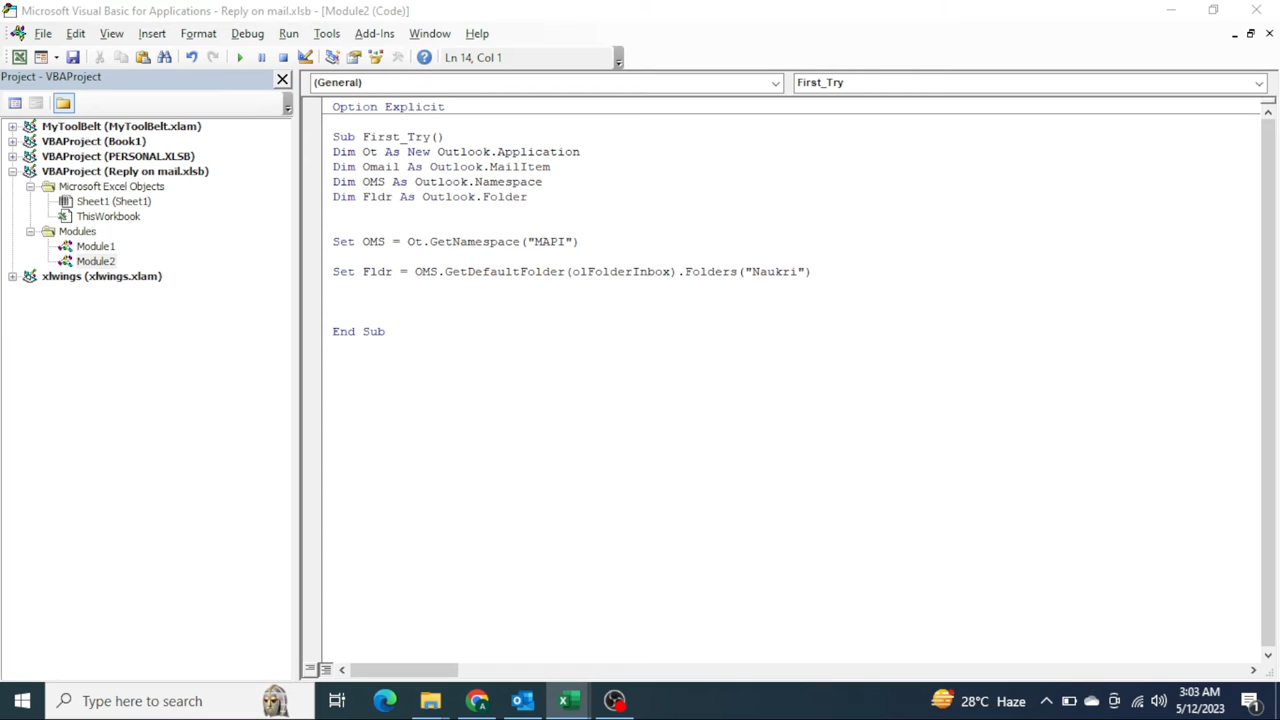 Microsoft Visual Basic for Applications - Reply on mail.xlsb - [Module2 (Code)]
File Edit View Insert Format Debug Run Tools Add-Ins Window Help
Ln 14, Col 1
Project - VBAProject
(General)
First_Try
MyToolBelt (MyToolBelt.xlam)
VBAProject (Book1)
VBAProject (PERSONAL.XLSB)
VBAProject (Reply on mail.xlsb)
Microsoft Excel Objects
Sheet1 (Sheet1)
ThisWorkbook
Modules
Module1
Module2
xlwings (xlwings.xlam)
Option Explicit
Sub First_Try()
Dim Ot As New Outlook.Application
Dim Omail As Outlook.MailItem
Dim OMS As Outlook.Namespace
Dim Fldr As Outlook.Folder
Set OMS = Ot.GetNamespace("MAPI")
Set Fldr = OMS.GetDefaultFolder(olFolderInbox).Folders("Naukri")
End Sub
Type here to search
28°C Haze
3:03 AM
5/12/2023
1